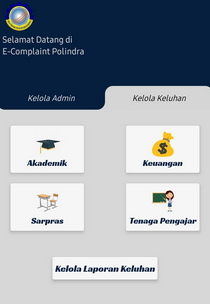 Selamat Datang di
E-Complaint Polindra
Kelola Admin
Kelola Keluhan
Akademik
Keuangan
Sarpras
Tenaga Pengajar
Kelola Laporan Keluhan